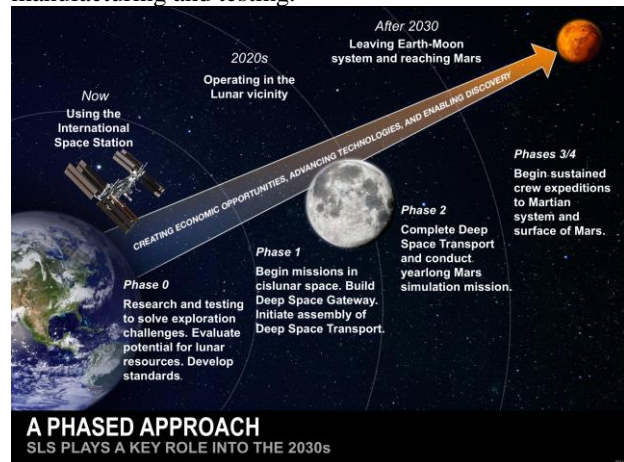 manufacturing and testing.
After 2030
Leaving Earth-Moon
system and reaching Mars
2020s
Operating in the
Lunar vicinity
Now
Using the
International
Space Station
CREATING ECONOMIC OPPORTUNITIES, ADVANCING TECHNOLOGIES, AND ENABLING DISCOVERY
Phase 0
Research and testing
to solve exploration
challenges. Evaluate
potential for lunar
resources. Develop
standards.
Phase 1
Begin missions in
cislunar space. Build
Deep Space Gateway.
Initiate assembly of
Deep Space Transport.
Phase 2
Complete Deep
Space Transport
and conduct
yearlong Mars
simulation mission.
Phases 3/4
Begin sustained
crew expeditions
to Martian
system and
surface of Mars.
A PHASED APPROACH
SLS PLAYS A KEY ROLE INTO THE 2030s